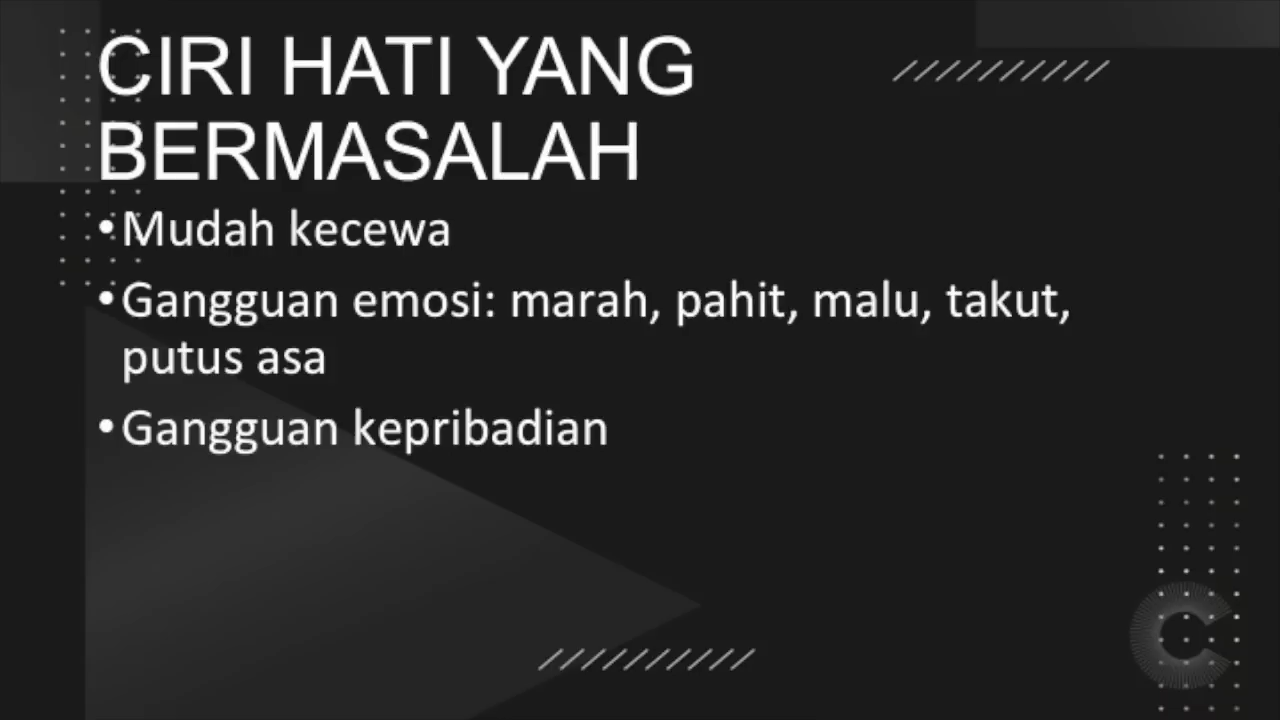 CIRI HATI YANG
BERMASALAH
•Mudah kecewa
•Gangguan emosi: marah, pahit, malu, takut,
putus asa
•Gangguan kepribadian